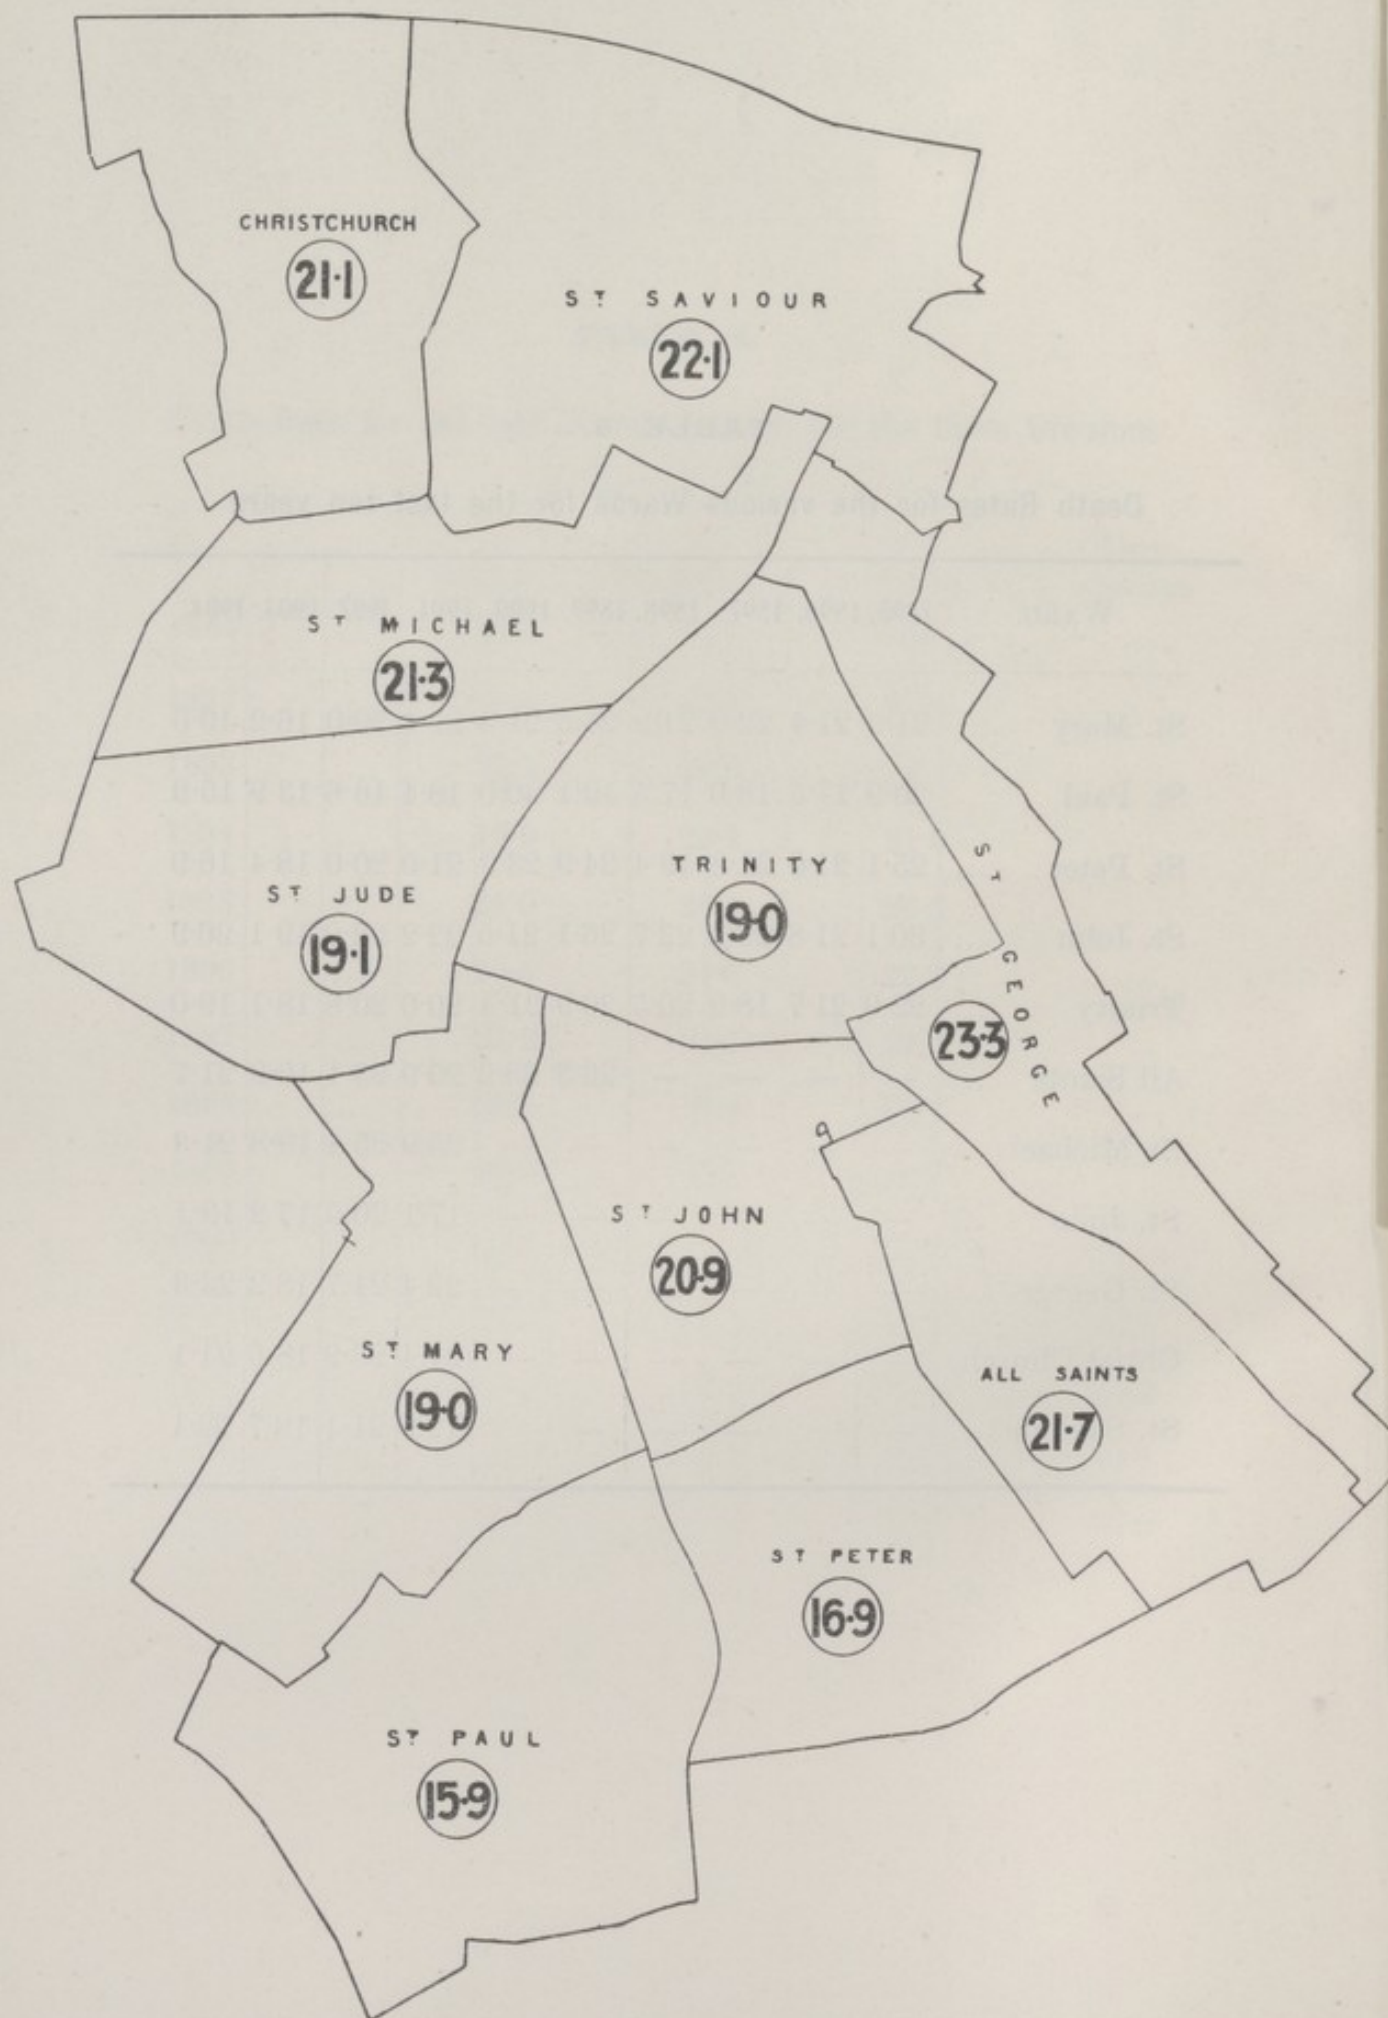 CHRISTCHURCH
21·1
ST SAVIOUR
22·1
ST MICHAEL
21·3
ST JUDE
19·1
TRINITY
19·0
ST GEORGE
23·3
ST JOHN
20·9
ST MARY
19·0
ALL SAINTS
21·7
ST PETER
16·9
ST PAUL
15·9